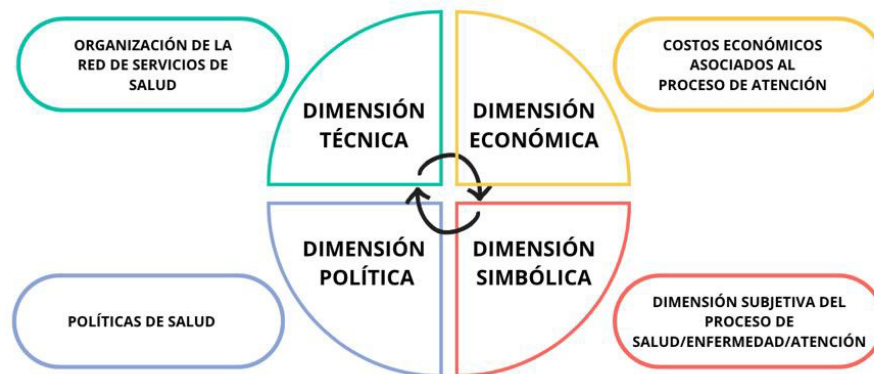 ORGANIZACIÓN DE LA
RED DE SERVICIOS DE
SALUD
DIMENSIÓN
TÉCNICA
DIMENSIÓN
ECONÓMICA
COSTOS ECONÓMICOS
ASOCIADOS AL
PROCESO DE ATENCIÓN
POLÍTICAS DE SALUD
DIMENSIÓN
POLÍTICA
DIMENSIÓN
SIMBÓLICA
DIMENSIÓN SUBJETIVA DEL
PROCESO DE
SALUD/ENFERMEDAD/ATENCIÓN